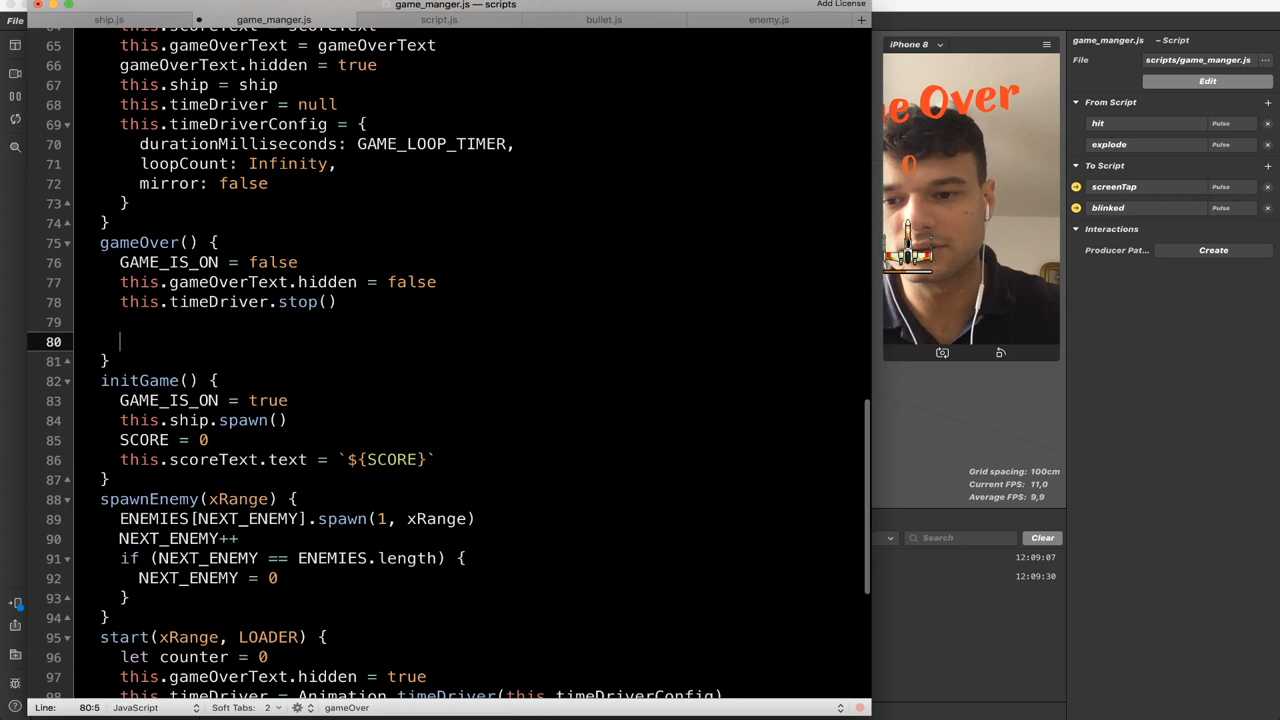 game_manger.js — scripts
Add License
File
ship.js
game_manger.js
script.js
bullet.js
enemy.js
+
65 this.gameOverText = gameOverText
66 gameOverText.hidden = true
67 this.ship = ship
68 this.timeDriver = null
69 this.timeDriverConfig = {
70 durationMilliseconds: GAME_LOOP_TIMER,
71 loopCount: Infinity,
72 mirror: false
73 }
74 }
75 gameOver() {
76 GAME_IS_ON = false
77 this.gameOverText.hidden = false
78 this.timeDriver.stop()
79
80
81 }
82 initGame() {
83 GAME_IS_ON = true
84 this.ship.spawn()
85 SCORE = 0
86 this.scoreText.text = `${SCORE}`
87 }
88 spawnEnemy(xRange) {
89 ENEMIES[NEXT_ENEMY].spawn(1, xRange)
90 NEXT_ENEMY++
91 if (NEXT_ENEMY == ENEMIES.length) {
92 NEXT_ENEMY = 0
93 }
94 }
95 start(xRange, LOADER) {
96 let counter = 0
97 this.gameOverText.hidden = true
98 this.timeDriver = Animation.timeDriver(this.timeDriverConfig)
Line: 80:5 JavaScript Soft Tabs: 2 gameOver
iPhone 8
e Over
0
Grid spacing: 100cm
Current FPS: 11,0
Average FPS: 9,9
Search
Clear
12:09:07
12:09:30
game_manger.js – Script
File scripts/game_manger.js ...
Edit
From Script +
hit Pulse
explode Pulse
To Script +
screenTap Pulse
blinked Pulse
Interactions
Producer Pat... Create